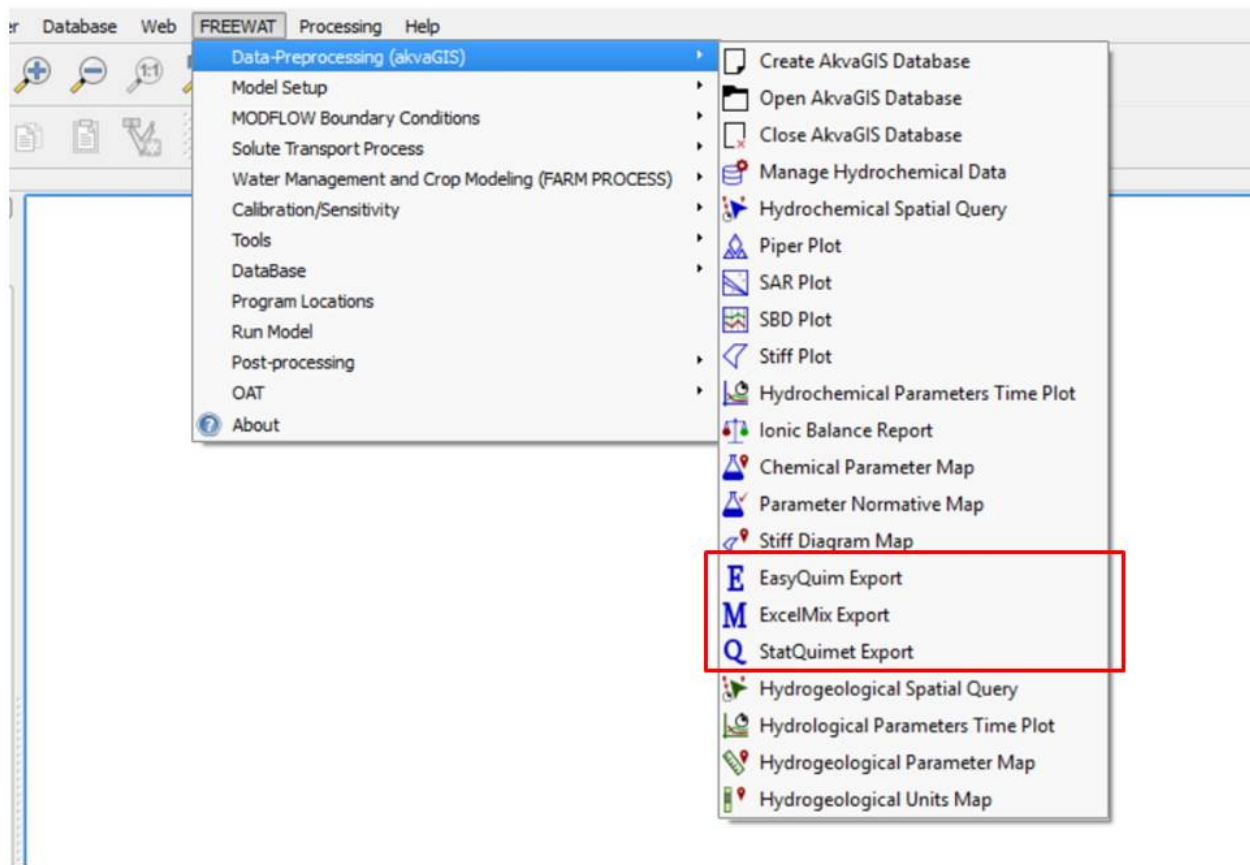 Database Web FREEWAT Processing Help
Data-Preprocessing (akvaGIS)
Model Setup
MODFLOW Boundary Conditions
Solute Transport Process
Water Management and Crop Modeling (FARM PROCESS)
Calibration/Sensitivity
Tools
DataBase
Program Locations
Run Model
Post-processing
OAT
About
Create AkvaGIS Database
Open AkvaGIS Database
Close AkvaGIS Database
Manage Hydrochemical Data
Hydrochemical Spatial Query
Piper Plot
SAR Plot
SBD Plot
Stiff Plot
Hydrochemical Parameters Time Plot
Ionic Balance Report
Chemical Parameter Map
Parameter Normative Map
Stiff Diagram Map
E EasyQuim Export
M ExcelMix Export
Q StatQuimet Export
Hydrogeological Spatial Query
Hydrological Parameters Time Plot
Hydrogeological Parameter Map
Hydrogeological Units Map